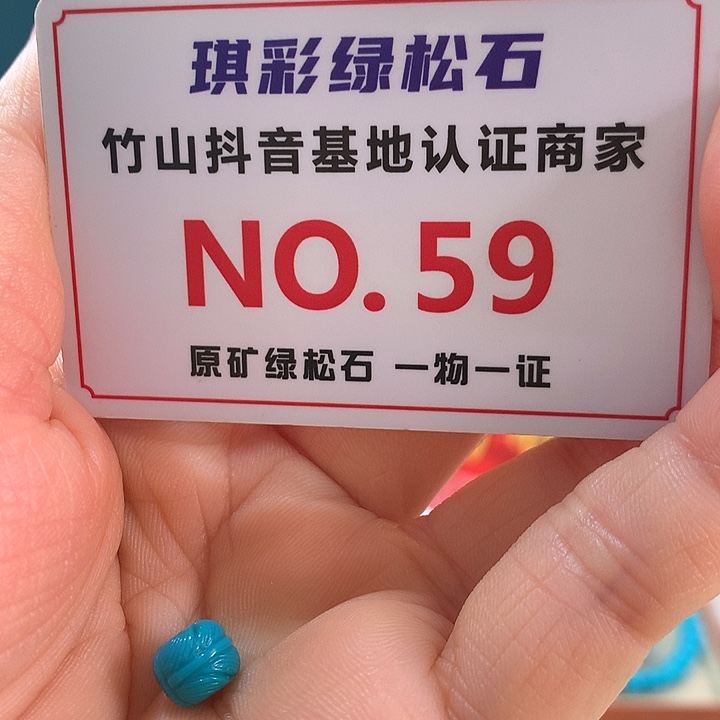 琪彩绿松石
竹山抖音基地认证商家
NO.59
原矿绿松石 一物一证